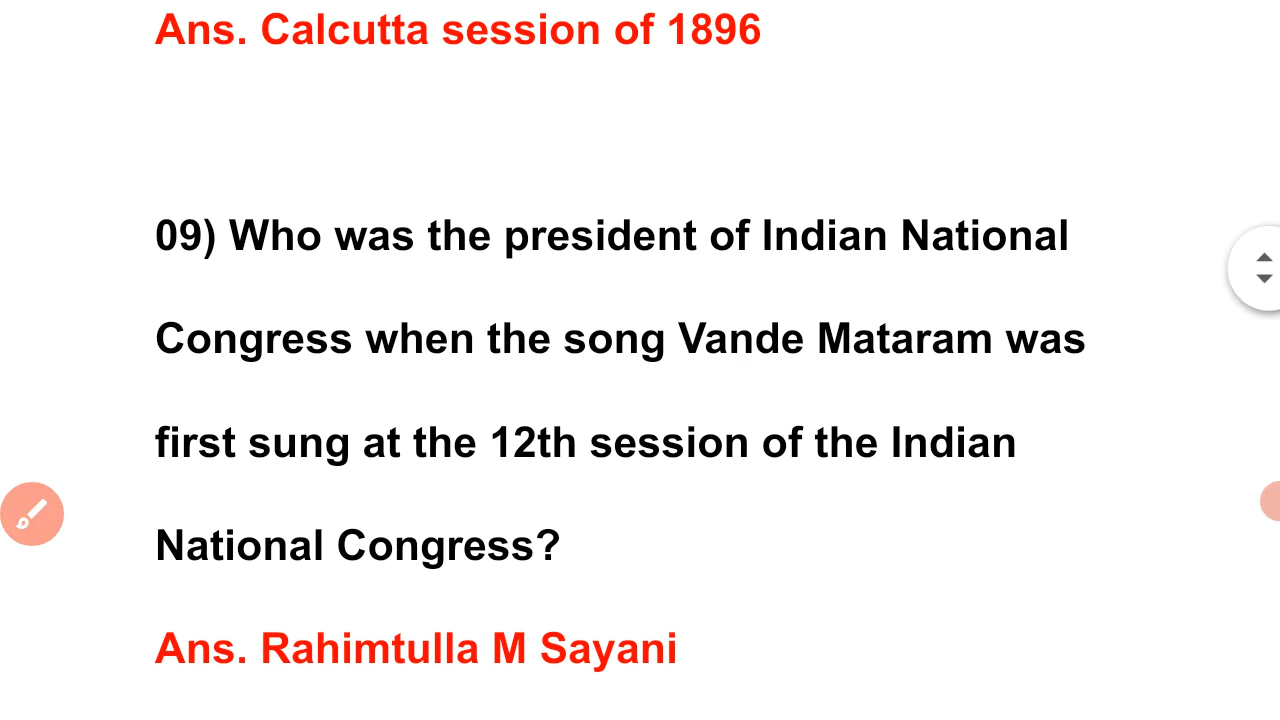 Ans. Calcutta session of 1896
09) Who was the president of Indian National
Congress when the song Vande Mataram was
first sung at the 12th session of the Indian
National Congress?
Ans. Rahimtulla M Sayani